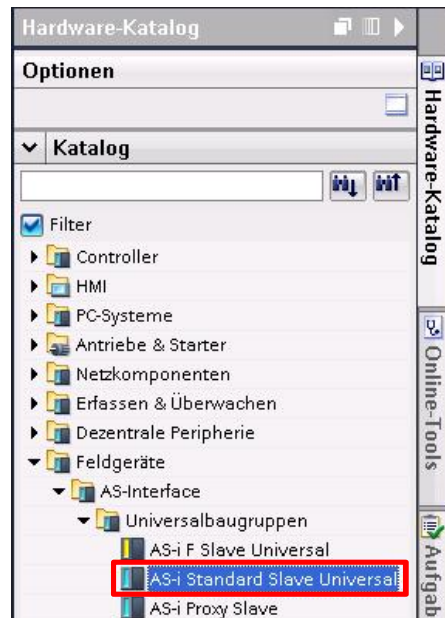 Hardware-Katalog
Optionen
Katalog
Filter
Controller
HMI
PC-Systeme
Antriebe & Starter
Netzkomponenten
Erfassen & Überwachen
Dezentrale Peripherie
Feldgeräte
AS-Interface
Universalbaugruppen
AS-i F Slave Universal
AS-i Standard Slave Universal
AS-i Proxy Slave
Hardware-Katalog
Online-Tools
Aufgab